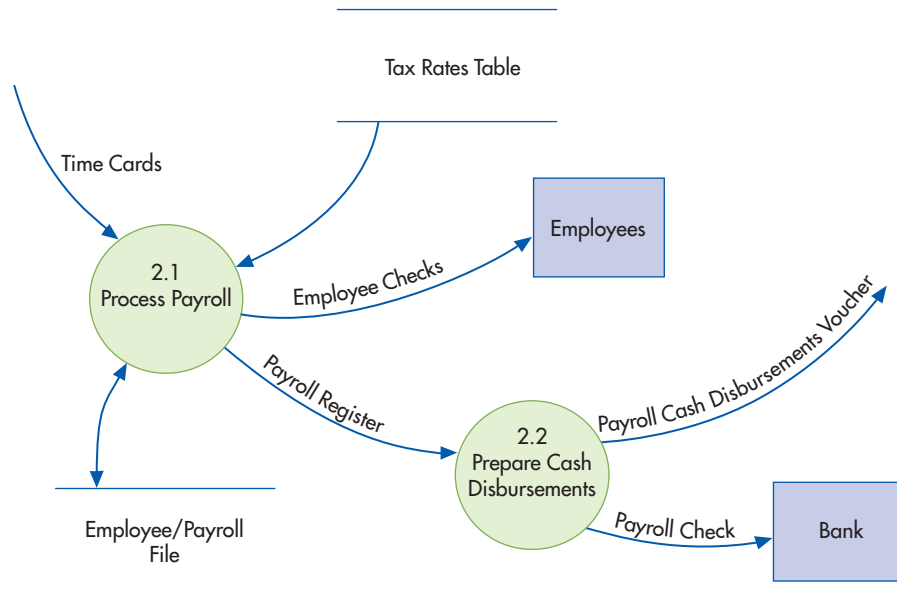 Tax Rates Table
Time Cards
Employees
2.1
Process Payroll
Employee Checks
Payroll Cash Disbursements Voucher
Payroll Register
2.2
Prepare Cash
Disbursements
Payroll Check
Bank
Employee/Payroll
File